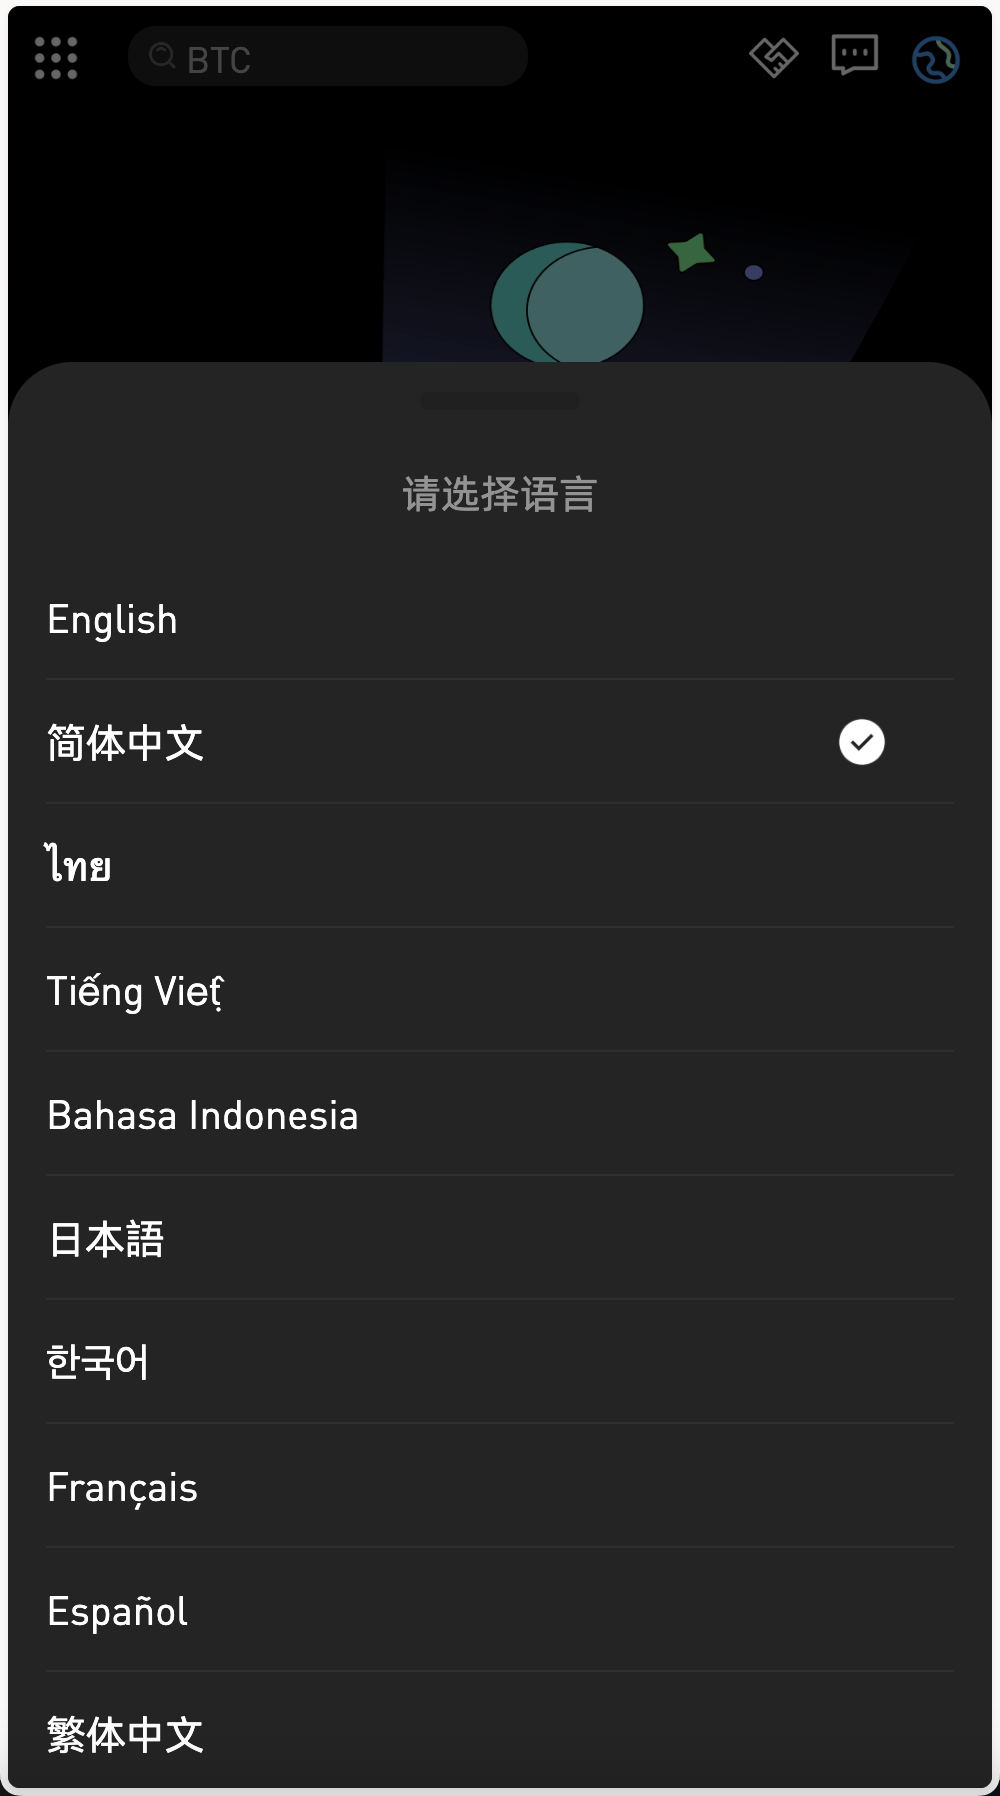 BTC
请选择语言
English
简体中文
ไทย
Tiếng Việt
Bahasa Indonesia
日本語
한국어
Français
Español
繁体中文